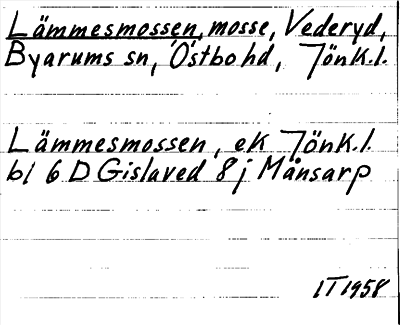 Lämmesmossen, mosse, Vederyd,
Byarums sn, Östbo hd, Jönk.l.
Lämmesmossen, ek Jönk.l.
bl 6 D Gislaved 8 j Månsarp
IT 1958